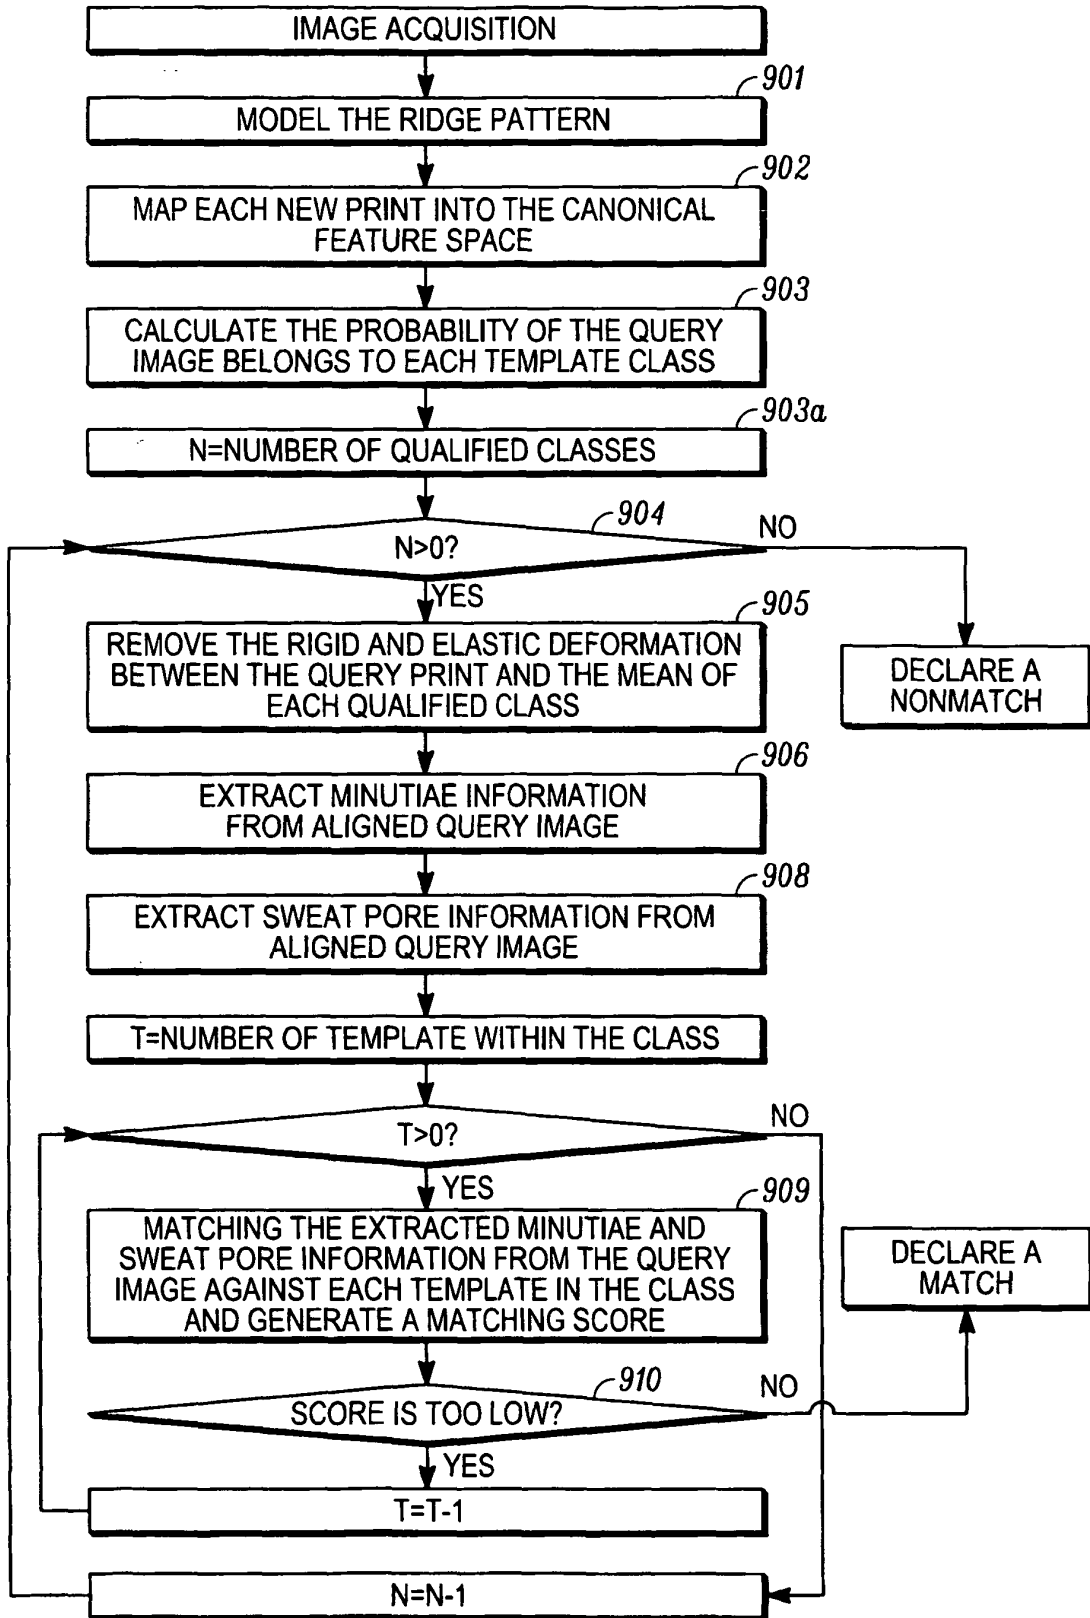 IMAGE ACQUISITION
901
MODEL THE RIDGE PATTERN
902
MAP EACH NEW PRINT INTO THE CANONICAL
FEATURE SPACE
903
CALCULATE THE PROBABILITY OF THE QUERY
IMAGE BELONGS TO EACH TEMPLATE CLASS
903a
N=NUMBER OF QUALIFIED CLASSES
904
NO
N>0?
YES
905
REMOVE THE RIGID AND ELASTIC DEFORMATION
BETWEEN THE QUERY PRINT AND THE MEAN OF
EACH QUALIFIED CLASS
DECLARE A
NONMATCH
906
EXTRACT MINUTIAE INFORMATION
FROM ALIGNED QUERY IMAGE
908
EXTRACT SWEAT PORE INFORMATION FROM
ALIGNED QUERY IMAGE
T=NUMBER OF TEMPLATE WITHIN THE CLASS
NO
T>0?
YES
909
MATCHING THE EXTRACTED MINUTIAE AND
SWEAT PORE INFORMATION FROM THE QUERY
IMAGE AGAINST EACH TEMPLATE IN THE CLASS
AND GENERATE A MATCHING SCORE
DECLARE A
MATCH
910
NO
SCORE IS TOO LOW?
YES
T=T-1
N=N-1